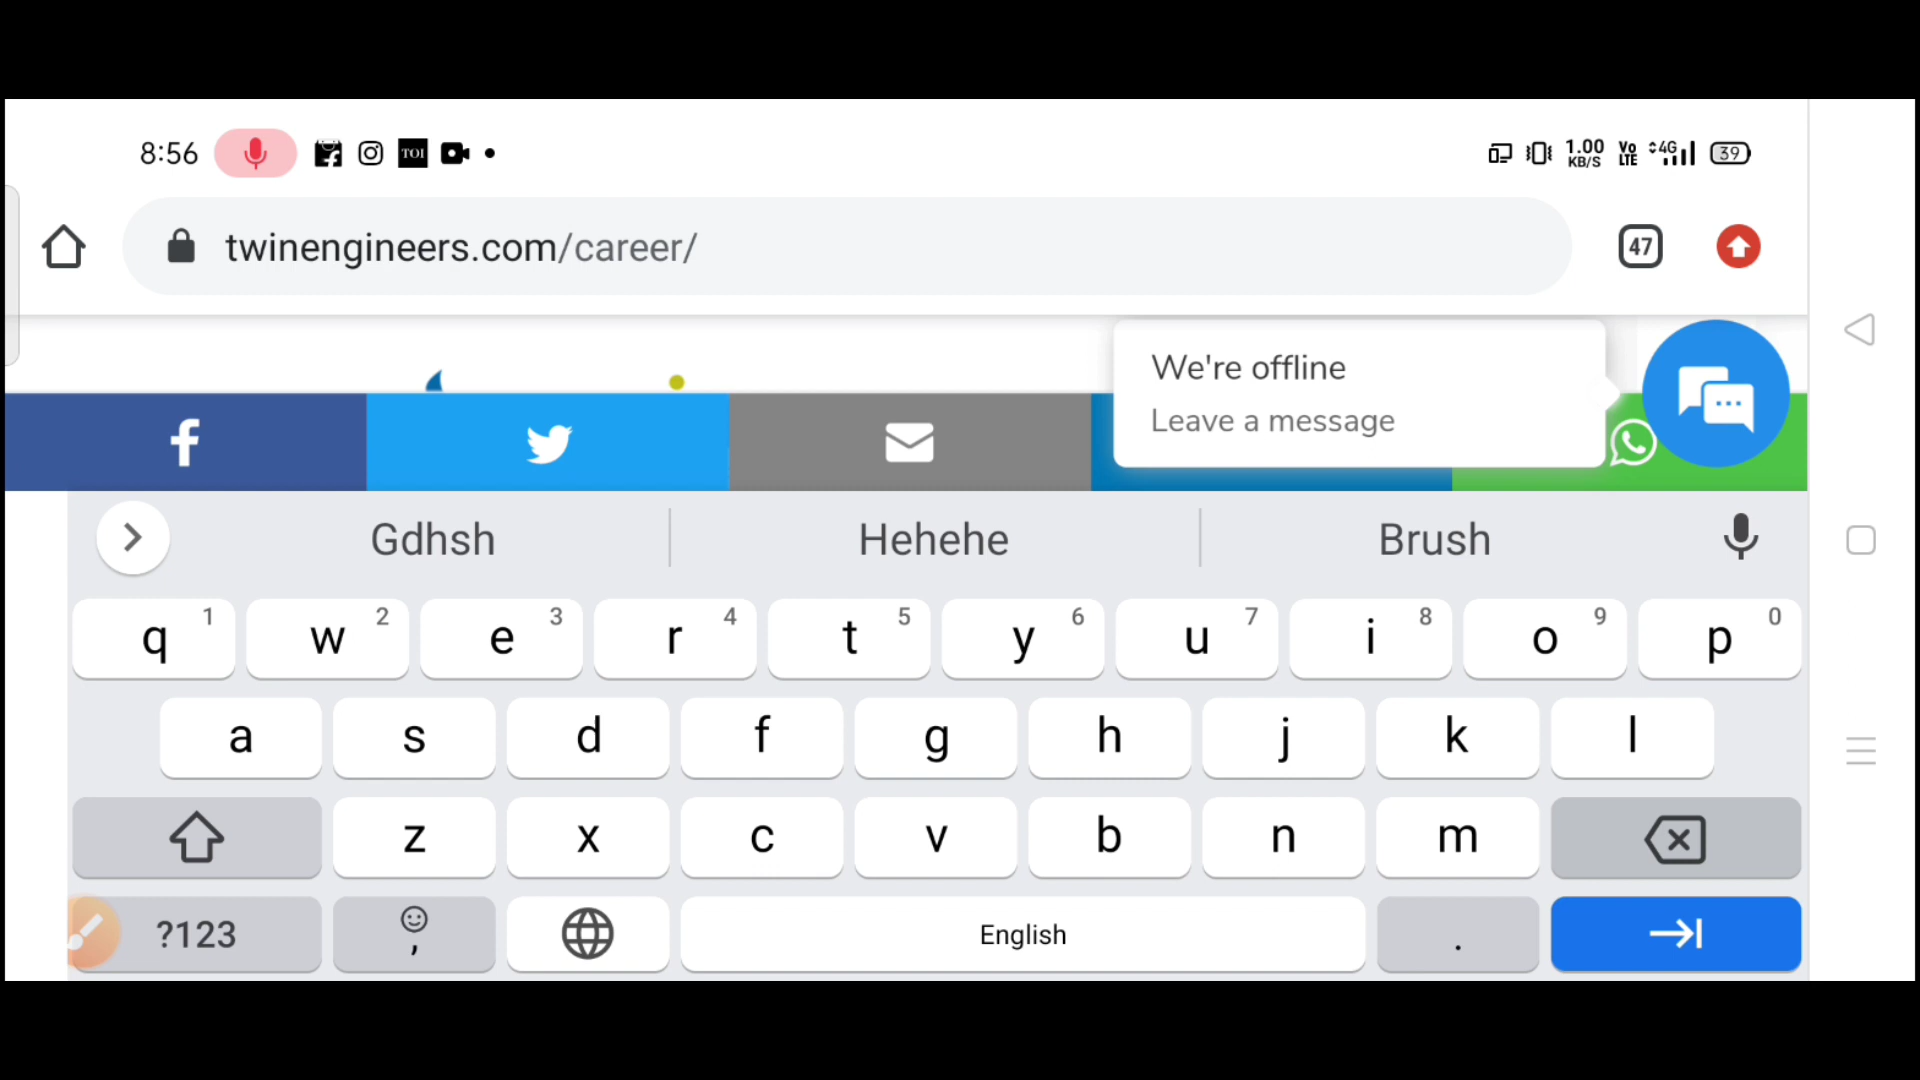 8:56 TOI 1.00 KB/S Vo LTE 4G 39
twinengineers.com/career/ 47
We're offline
Leave a message
f
Gdhsh Hehehe Brush
q 1 w 2 e 3 r 4 t 5 y 6 u 7 i 8 o 9 p 0
a s d f g h j k l
z x c v b n m
?123 , English .